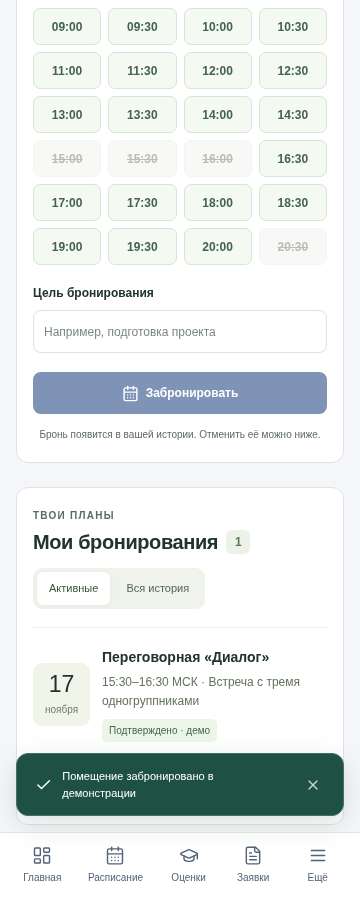 09:00 09:30 10:00 10:30
11:00 11:30 12:00 12:30
13:00 13:30 14:00 14:30
15:00 15:30 16:00 16:30
17:00 17:30 18:00 18:30
19:00 19:30 20:00 20:30
Цель бронирования
Например, подготовка проекта
Забронировать
Бронь появится в вашей истории. Отменить её можно ниже.
ТВОИ ПЛАНЫ
Мои бронирования 1
Активные Вся история
17
ноября
Переговорная «Диалог»
15:30–16:30 МСК · Встреча с тремя
одногруппниками
Подтверждено · демо
Помещение забронировано в
демонстрации
Главная Расписание Оценки Заявки Ещё